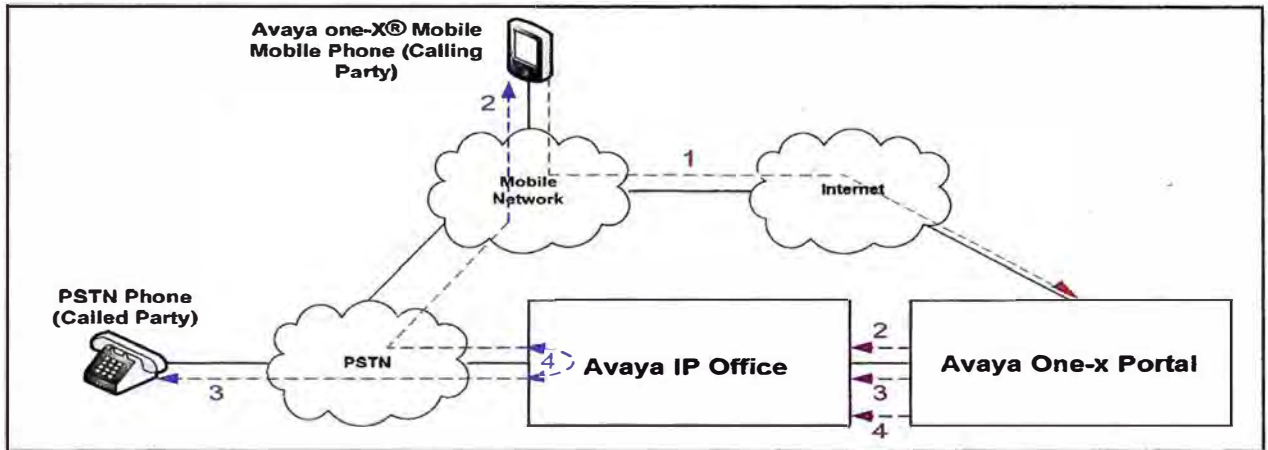 Avaya one-X® Mobile
Mobile Phone (Calling
Party)
2
1
Mobile
Network
Internet
PSTN Phone
(Called Party)
PSTN
3
4
Avaya IP Office
2
3
4
Avaya One-x Portal